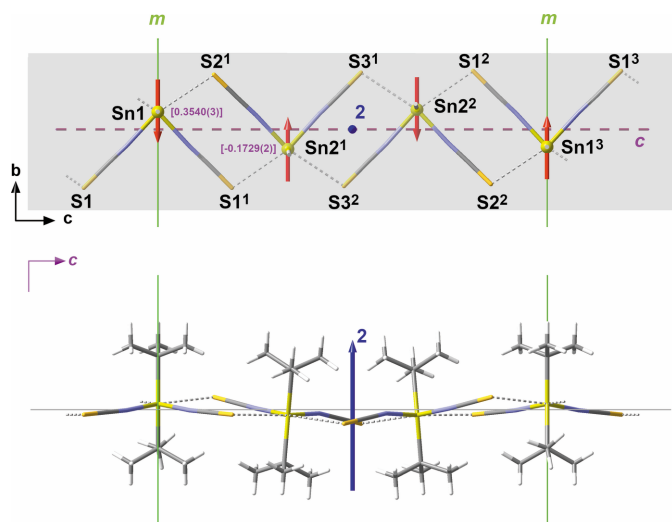 m m
S2¹ S3¹ S1² S1³
Sn1 [0.3540(3)] 2 Sn2²
[-0.1729(2)] Sn2¹ Sn1³ c
b
c
S1 S1¹ S3² S2²
c
2